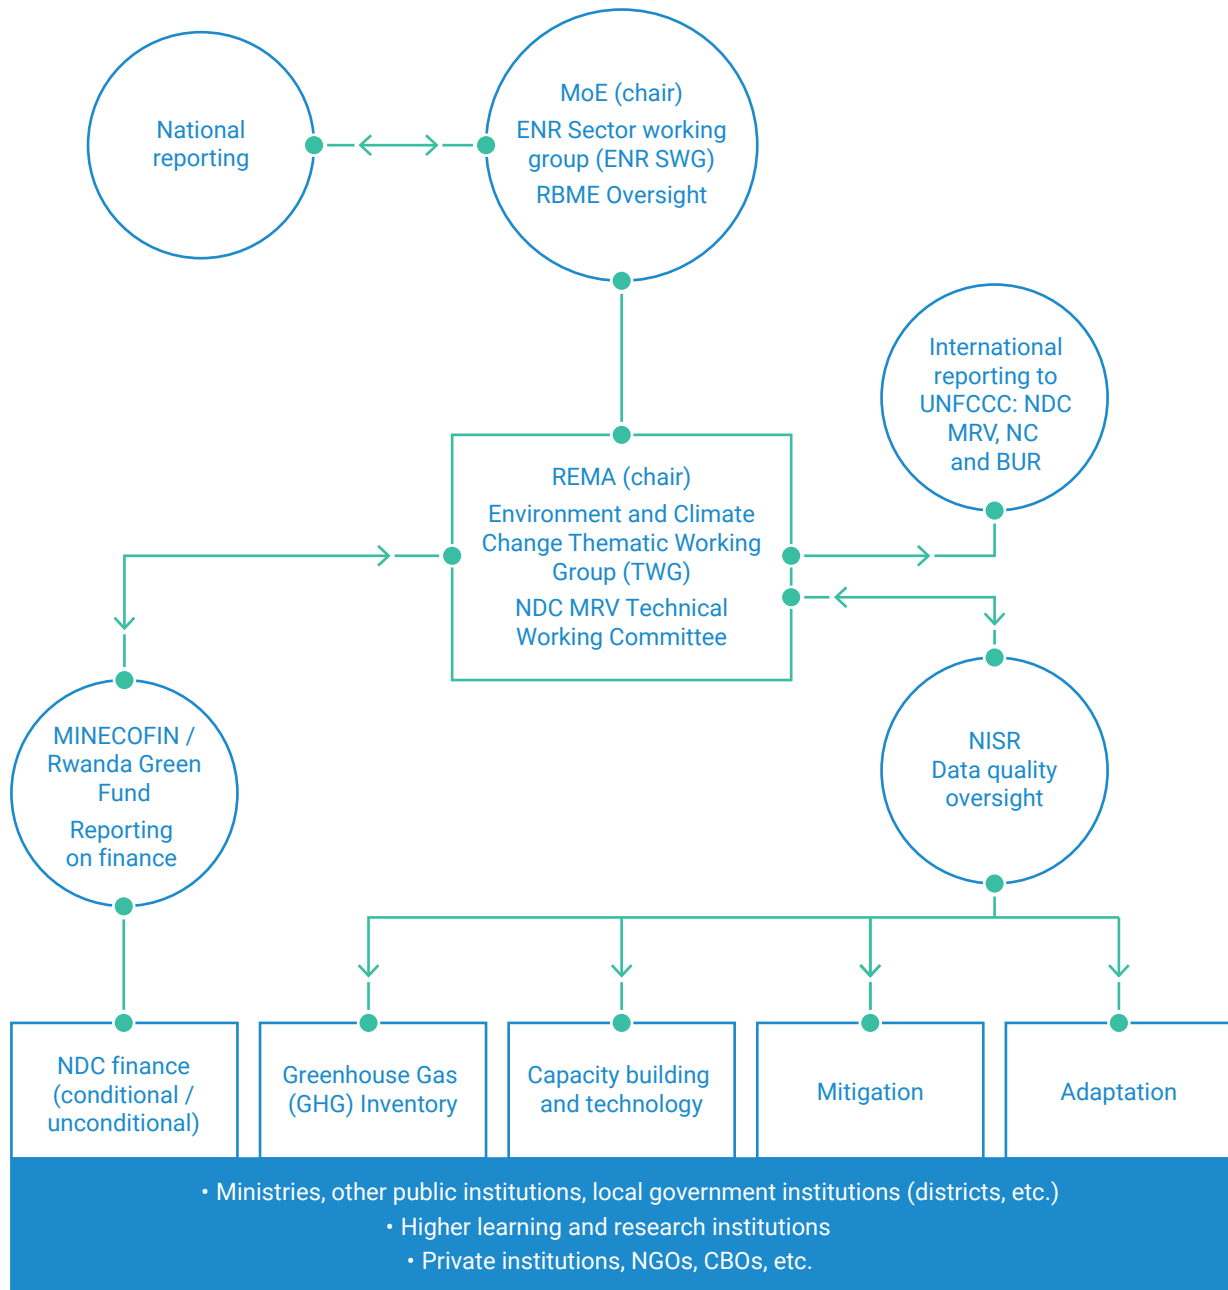 National
reporting
MoE (chair)
ENR Sector working
group (ENR SWG)
RBME Oversight
International
reporting to
UNFCCC: NDC
MRV, NC
and BUR
REMA (chair)
Environment and Climate
Change Thematic Working
Group (TWG)
NDC MRV Technical
Working Committee
MINECOFIN /
Rwanda Green
Fund
Reporting
on finance
NISR
Data quality
oversight
NDC finance
(conditional /
unconditional)
Greenhouse Gas
(GHG) Inventory
Capacity building
and technology
Mitigation
Adaptation
• Ministries, other public institutions, local government institutions (districts, etc.)
• Higher learning and research institutions
• Private institutions, NGOs, CBOs, etc.